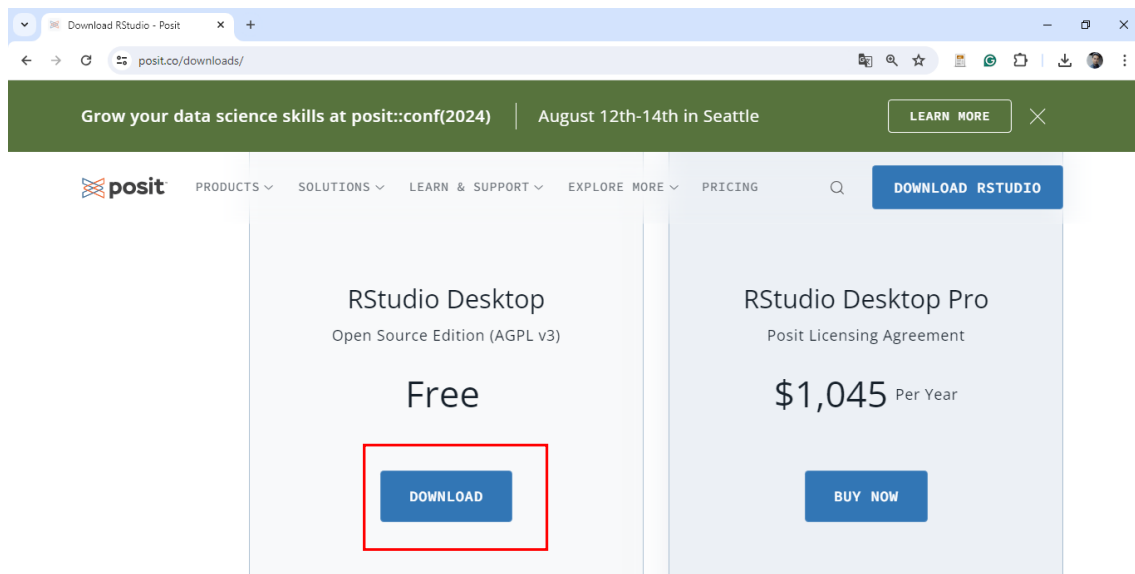 Download RStudio - Posit
posit.co/downloads/
Grow your data science skills at posit::conf(2024) August 12th-14th in Seattle LEARN MORE
posit PRODUCTS SOLUTIONS LEARN & SUPPORT EXPLORE MORE PRICING DOWNLOAD RSTUDIO
RStudio Desktop
Open Source Edition (AGPL v3)
Free
DOWNLOAD
RStudio Desktop Pro
Posit Licensing Agreement
$1,045 Per Year
BUY NOW